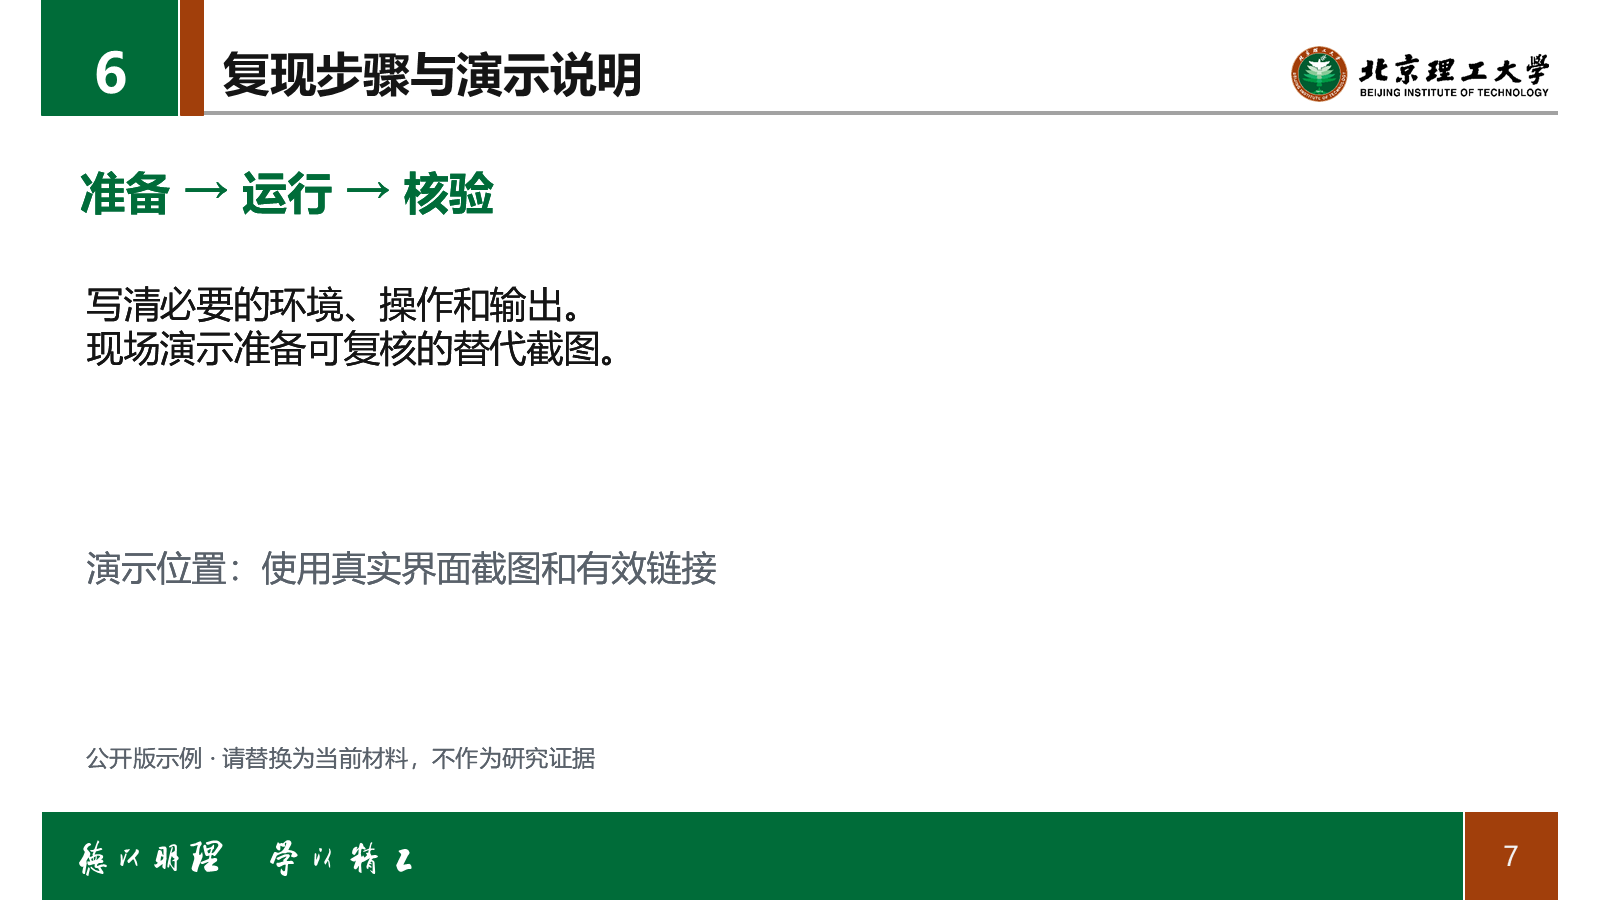 6
复现步骤与演示说明
北京理工大学
BEIJING INSTITUTE OF TECHNOLOGY
准备 → 运行 → 核验
写清必要的环境、操作和输出。
现场演示准备可复核的替代截图。
演示位置：使用真实界面截图和有效链接
公开版示例 · 请替换为当前材料，不作为研究证据
德以明理 学以精工
7